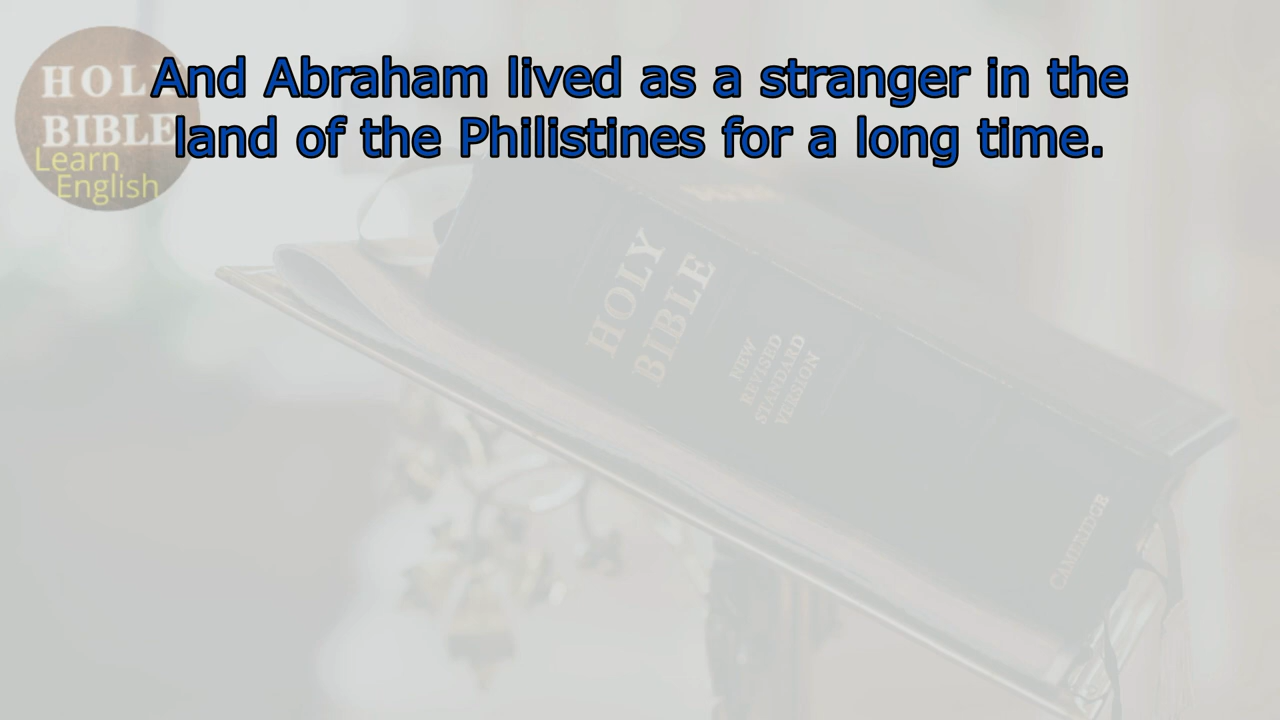 And Abraham lived as a stranger in the
land of the Philistines for a long time.
HOLY
BIBLE
Learn
English
HOLY
BIBLE
NEW
REVISED
STANDARD
VERSION
CAMBRIDGE